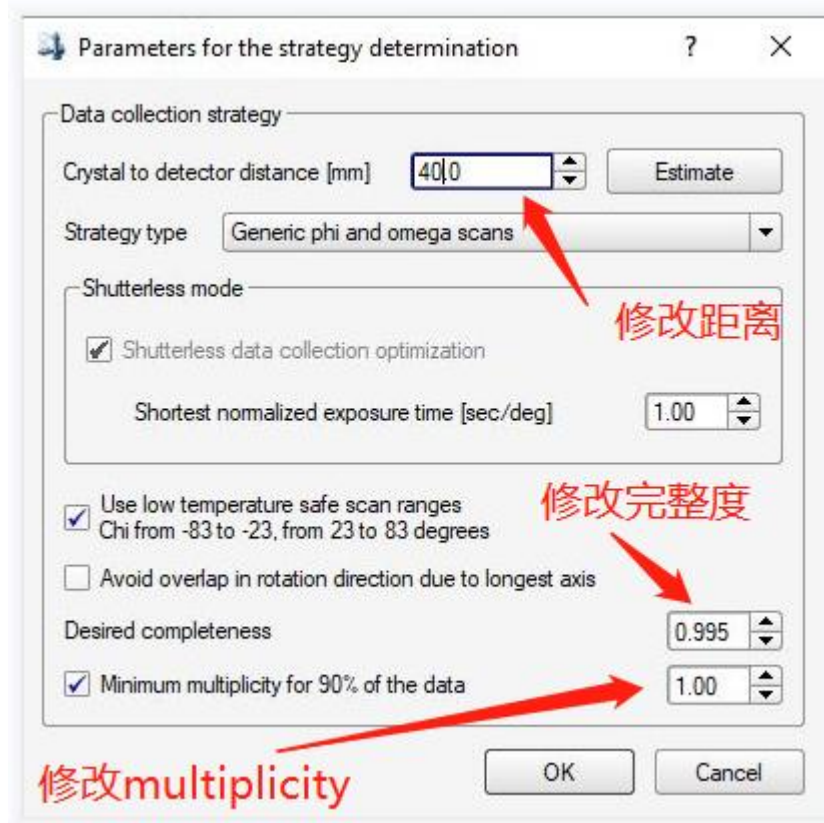 Parameters for the strategy determination
Data collection strategy
Crystal to detector distance [mm] 40.0 Estimate
Strategy type Generic phi and omega scans
Shutterless mode
修改距离
Shutterless data collection optimization
Shortest normalized exposure time [sec/deg] 1.00
修改完整度
Use low temperature safe scan ranges
Chi from -83 to -23, from 23 to 83 degrees
Avoid overlap in rotation direction due to longest axis
Desired completeness 0.995
Minimum multiplicity for 90% of the data 1.00
修改multiplicity
OK Cancel